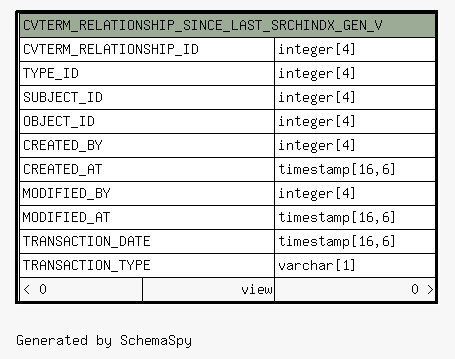 CVTERM_RELATIONSHIP_SINCE_LAST_SRCHINDX_GEN_V
CVTERM_RELATIONSHIP_ID integer[4]
TYPE_ID integer[4]
SUBJECT_ID integer[4]
OBJECT_ID integer[4]
CREATED_BY integer[4]
CREATED_AT timestamp[16,6]
MODIFIED_BY integer[4]
MODIFIED_AT timestamp[16,6]
TRANSACTION_DATE timestamp[16,6]
TRANSACTION_TYPE varchar[1]
< 0 view 0 >
Generated by SchemaSpy